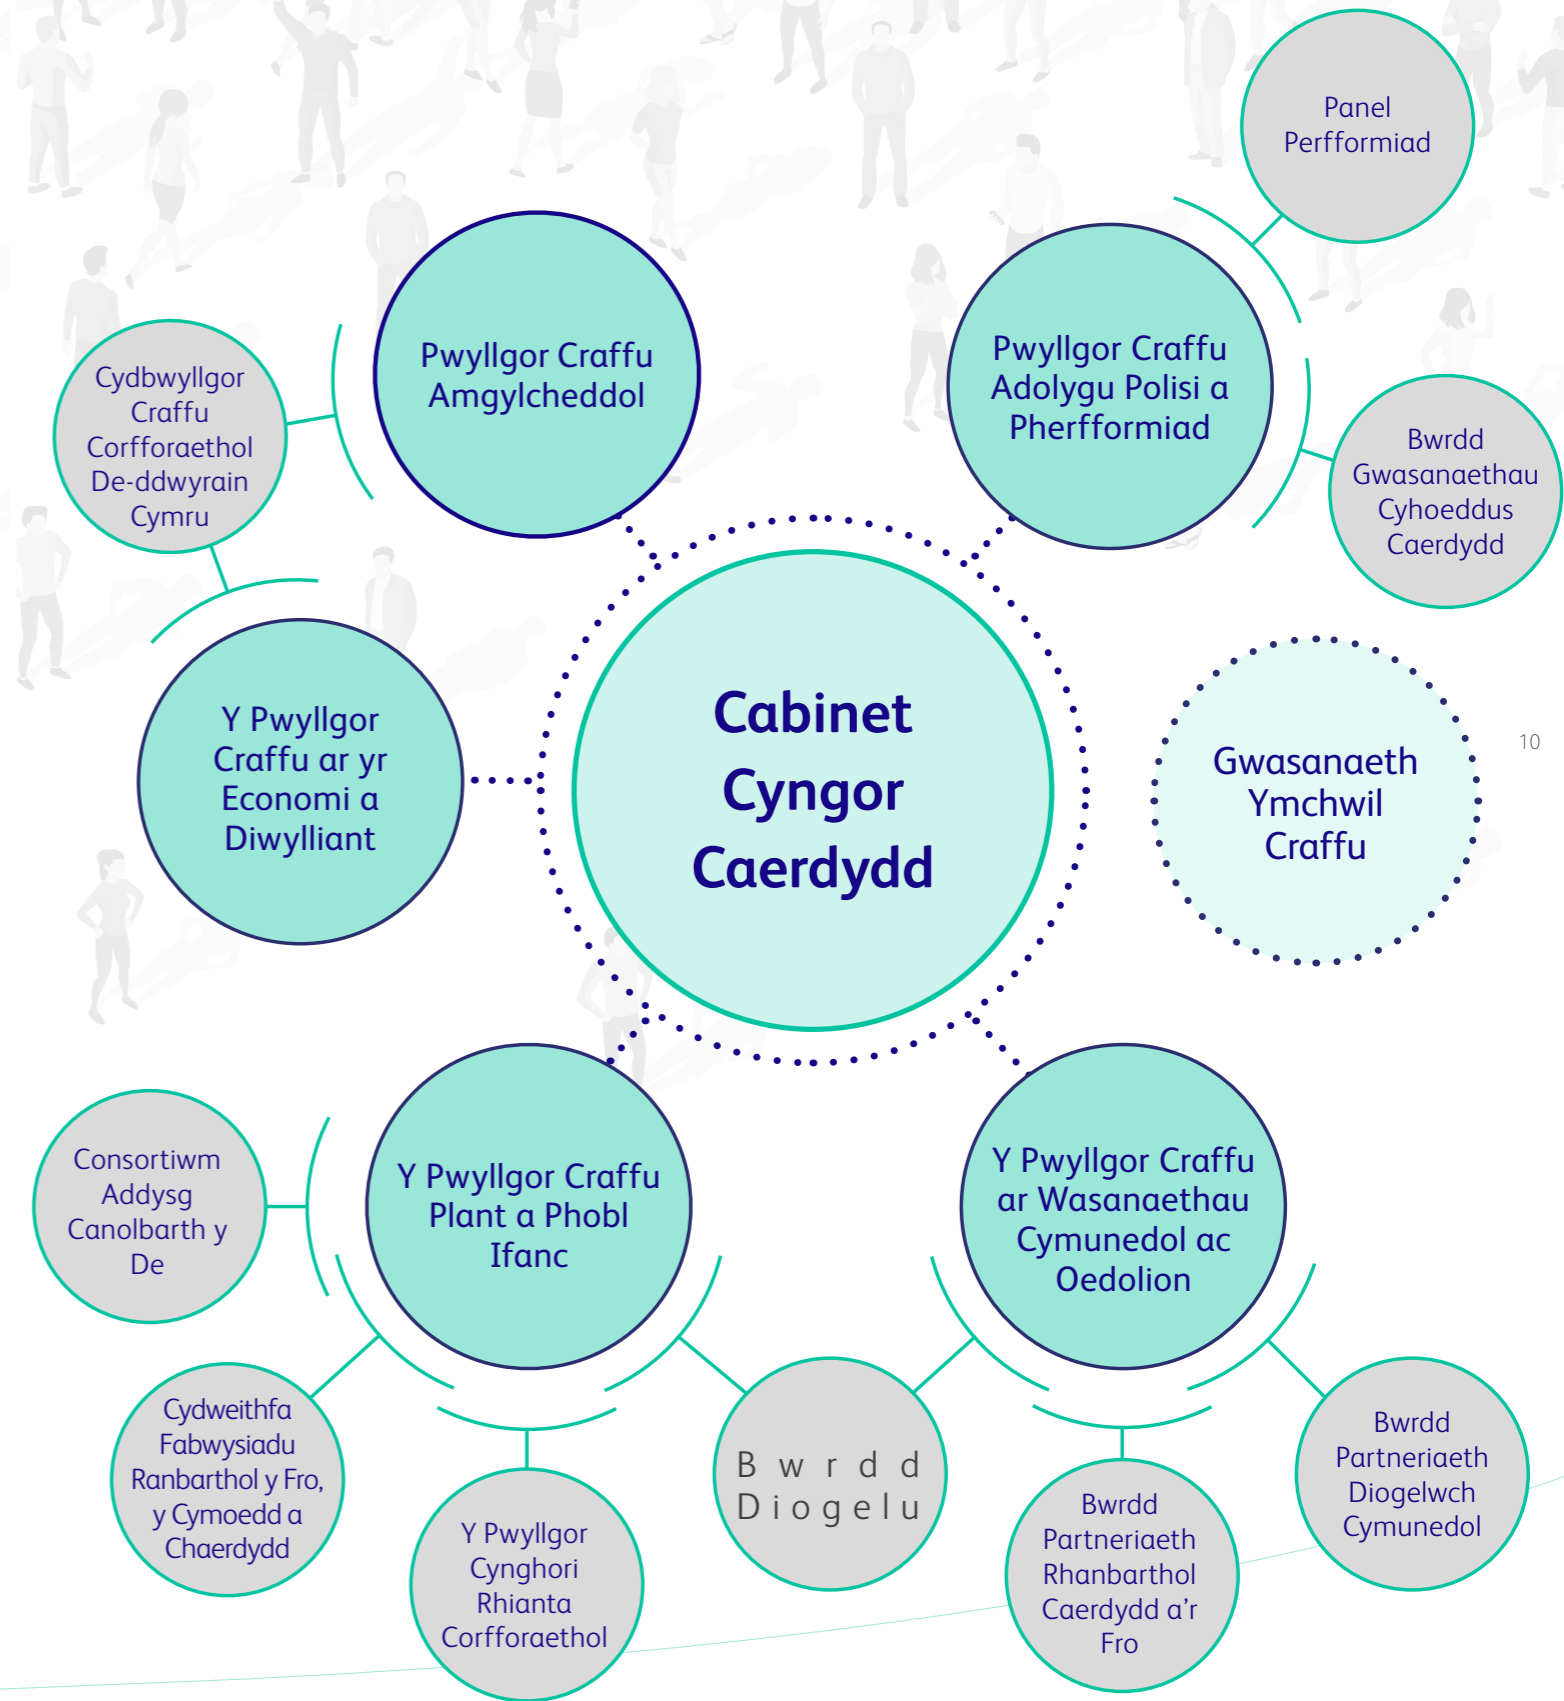 Panel
Perfformiad
Pwyllgor Craffu
Amgylcheddol
Pwyllgor Craffu
Adolygu Polisi a
Pherfformiad
Cydbwyllgor
Craffu
Corfforaethol
De-ddwyrain
Cymru
Bwrdd
Gwasanaethau
Cyhoeddus
Caerdydd
Y Pwyllgor
Craffu ar yr
Economi a
Diwylliant
Cabinet
Cyngor
Caerdydd
Gwasanaeth
Ymchwil
Craffu
10
Consortiwm
Addysg
Canolbarth y
De
Y Pwyllgor Craffu
Plant a Phobl
Ifanc
Y Pwyllgor Craffu
ar Wasanaethau
Cymunedol ac
Oedolion
Cydweithfa
Fabwysiadu
Ranbarthol y Fro,
y Cymoedd a
Chaerdydd
Y Pwyllgor
Cynghori
Rhianta
Corfforaethol
Bwrdd
Diogelu
Bwrdd
Partneriaeth
Rhanbarthol
Caerdydd a'r
Fro
Bwrdd
Partneriaeth
Diogelwch
Cymunedol